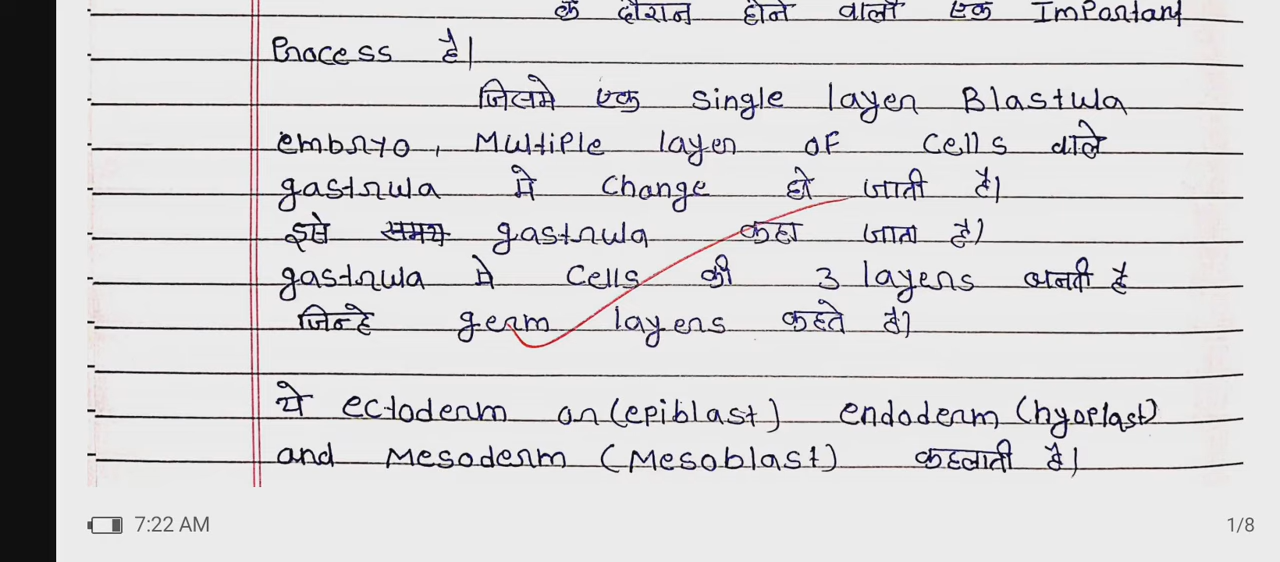 के दौरान होने वाली एक Important
Process है।
जिसमे एक single layer Blastula
embryo, Multiple layer of cells वाले
gastrula मे change हो जाती है।
इसे समय gastrula कहा जाता है।
gastrula मे cells की 3 layers बनती है
जिन्हे germ layers कहते है।
ये ectoderm or (epiblast) endoderm (hyoplast)
and Mesoderm (Mesoblast) कहलाती है।
7:22 AM
1/8